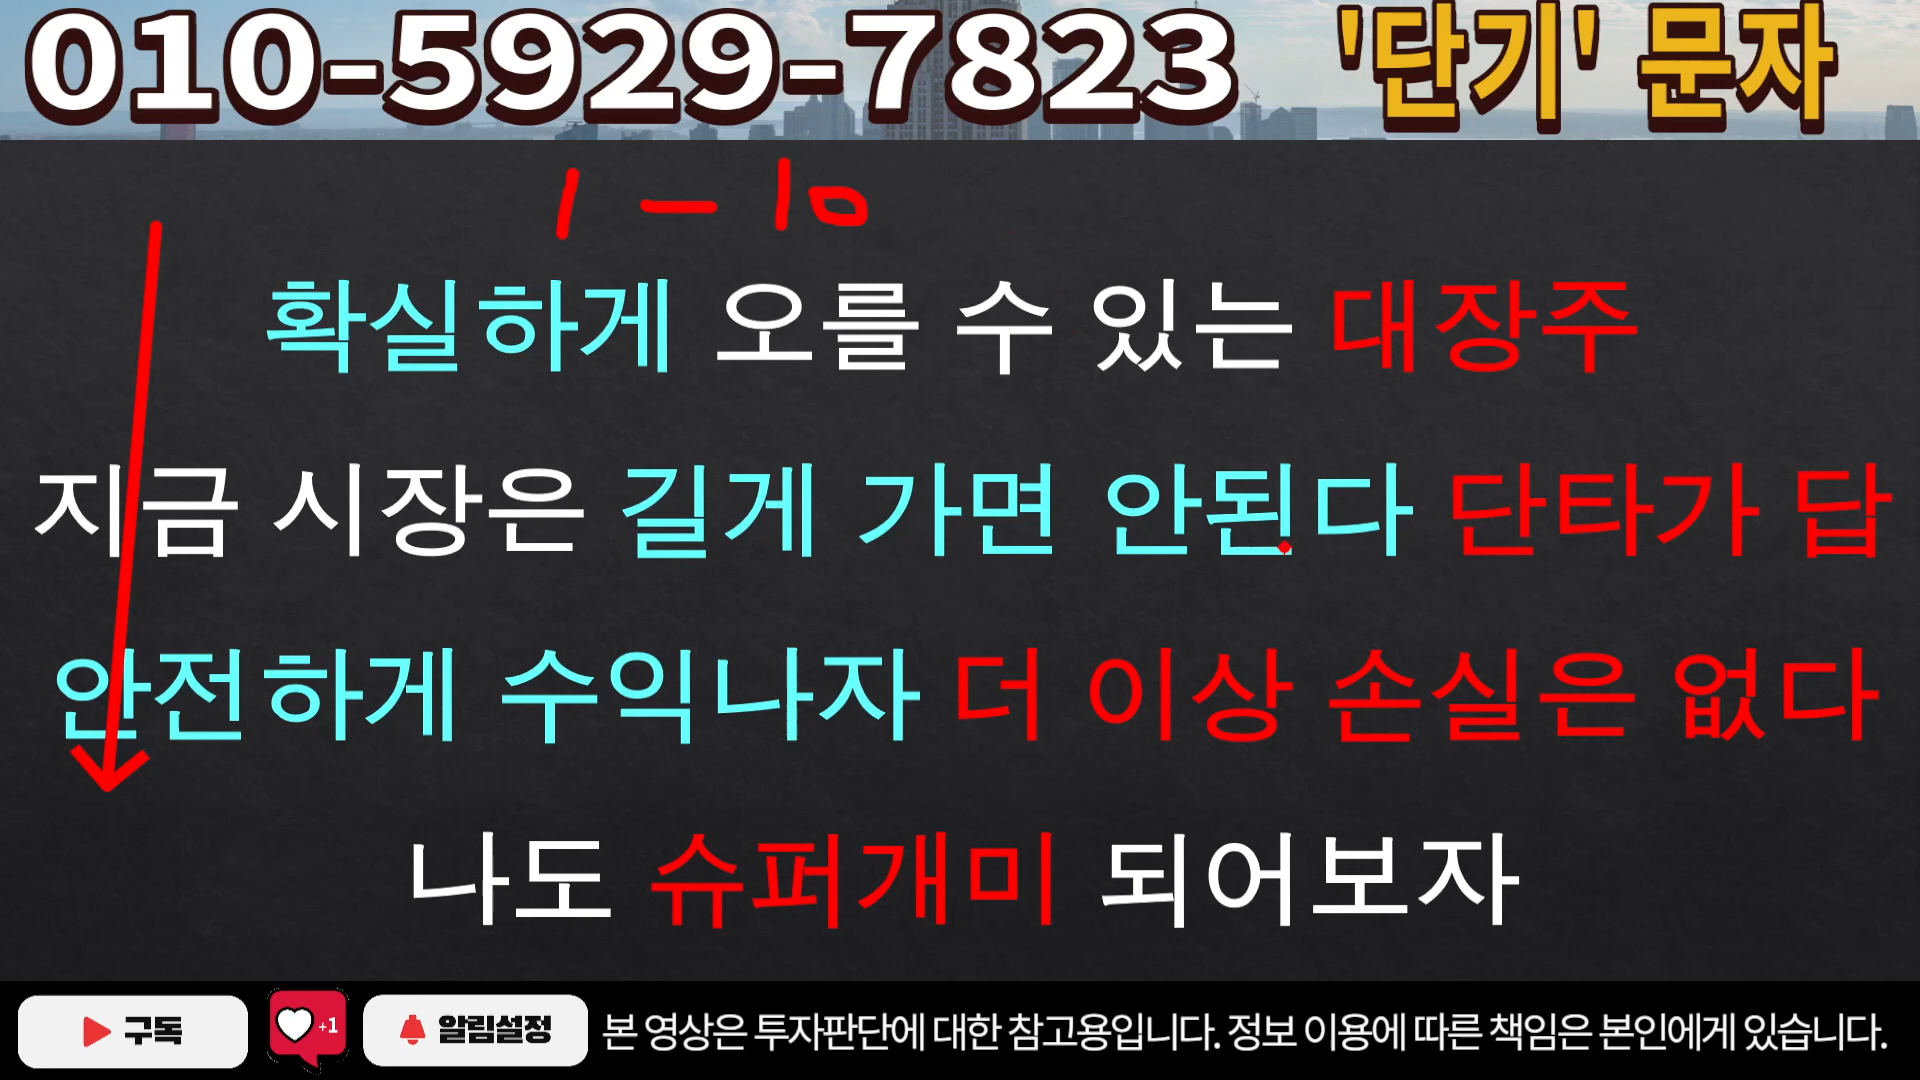 010-5929-7823 '단기' 문자
1 - 10
확실하게 오를 수 있는 대장주
지금 시장은 길게 가면 안된다 단타가 답
안전하게 수익나자 더 이상 손실은 없다
나도 슈퍼개미 되어보자
구독 +1 알림설정 본 영상은 투자판단에 대한 참고용입니다. 정보 이용에 따른 책임은 본인에게 있습니다.